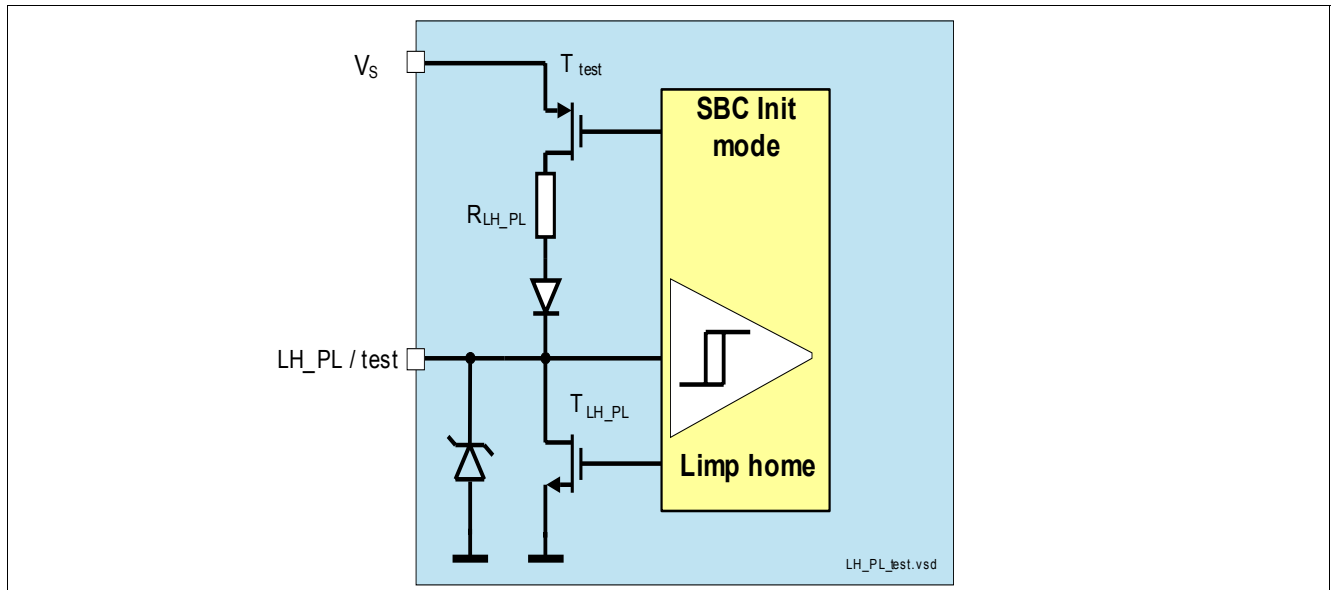 V_S
T_test
SBC Init
mode
R_LH_PL
LH_PL / test
T_LH_PL
Limp home
LH_PL_test.vsd